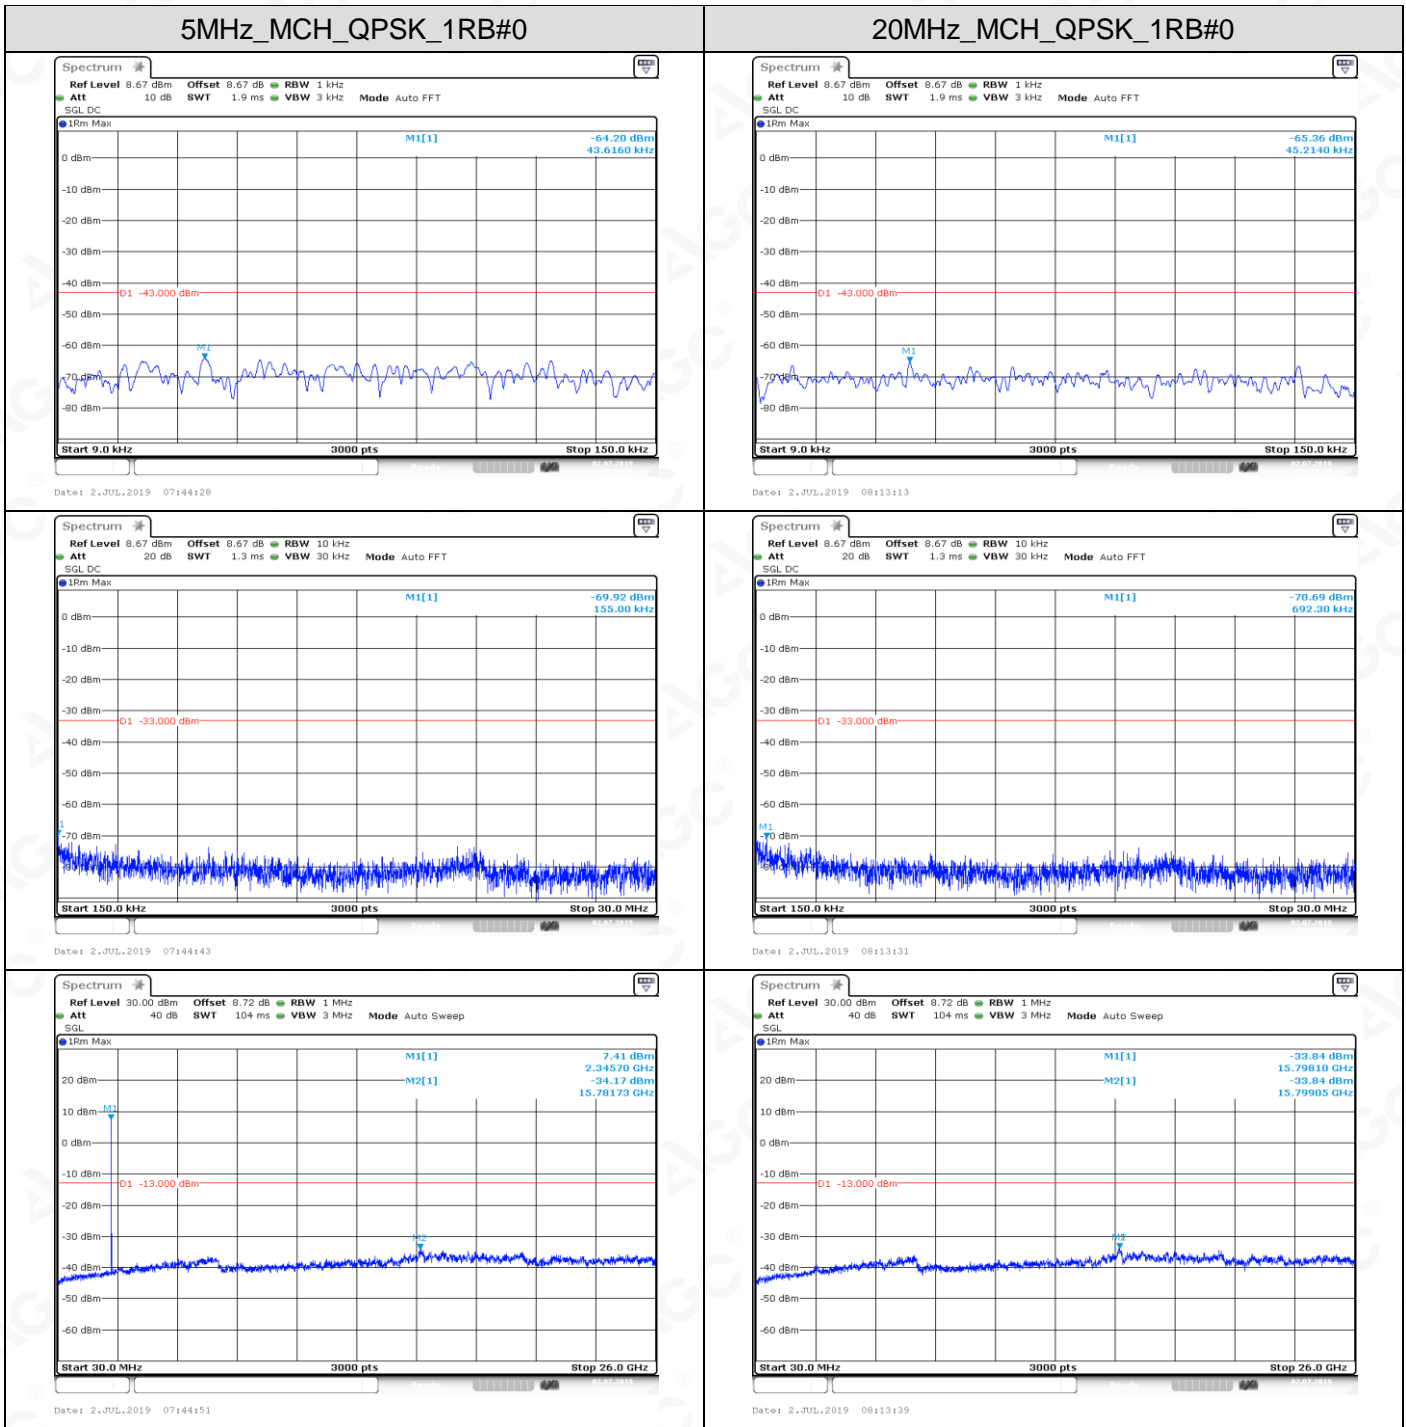 5MHz_MCH_QPSK_1RB#0
20MHz_MCH_QPSK_1RB#0
Spectrum
Ref Level 8.67 dBm Offset 8.67 dB RBW 1 kHz
Att 10 dB SWT 1.9 ms VBW 3 kHz Mode Auto FFT
SGL DC
1Rm Max
M1[1] -64.20 dBm
43.6160 kHz
0 dBm
-10 dBm
-20 dBm
-30 dBm
-40 dBm
D1 -43.000 dBm
-50 dBm
-60 dBm
M1
-70 dBm
-80 dBm
Start 9.0 kHz 3000 pts Stop 150.0 kHz
Date: 2.JUL.2019 07:44:28
Spectrum
Ref Level 8.67 dBm Offset 8.67 dB RBW 1 kHz
Att 10 dB SWT 1.9 ms VBW 3 kHz Mode Auto FFT
SGL DC
1Rm Max
M1[1] -65.36 dBm
45.2140 kHz
0 dBm
-10 dBm
-20 dBm
-30 dBm
-40 dBm
D1 -43.000 dBm
-50 dBm
-60 dBm
M1
-70 dBm
-80 dBm
Start 9.0 kHz 3000 pts Stop 150.0 kHz
Date: 2.JUL.2019 08:13:13
Spectrum
Ref Level 8.67 dBm Offset 8.67 dB RBW 10 kHz
Att 20 dB SWT 1.3 ms VBW 30 kHz Mode Auto FFT
SGL DC
1Rm Max
M1[1] -69.92 dBm
155.00 kHz
0 dBm
-10 dBm
-20 dBm
-30 dBm
D1 -33.000 dBm
-40 dBm
-50 dBm
-60 dBm
1
-70 dBm
Start 150.0 kHz 3000 pts Stop 30.0 MHz
Date: 2.JUL.2019 07:44:43
Spectrum
Ref Level 8.67 dBm Offset 8.67 dB RBW 10 kHz
Att 20 dB SWT 1.3 ms VBW 30 kHz Mode Auto FFT
SGL DC
1Rm Max
M1[1] -70.69 dBm
692.30 kHz
0 dBm
-10 dBm
-20 dBm
-30 dBm
D1 -33.000 dBm
-40 dBm
-50 dBm
-60 dBm
M1
-70 dBm
Start 150.0 kHz 3000 pts Stop 30.0 MHz
Date: 2.JUL.2019 08:13:31
Spectrum
Ref Level 30.00 dBm Offset 8.72 dB RBW 1 MHz
Att 40 dB SWT 104 ms VBW 3 MHz Mode Auto Sweep
SGL
1Rm Max
M1[1] 7.41 dBm
2.34570 GHz
20 dBm M2[1] -34.17 dBm
15.78173 GHz
10 dBm M1
0 dBm
-10 dBm
D1 -13.000 dBm
-20 dBm
-30 dBm M2
-40 dBm
-50 dBm
-60 dBm
Start 30.0 MHz 3000 pts Stop 26.0 GHz
Date: 2.JUL.2019 07:44:51
Spectrum
Ref Level 30.00 dBm Offset 8.72 dB RBW 1 MHz
Att 40 dB SWT 104 ms VBW 3 MHz Mode Auto Sweep
SGL
1Rm Max
M1[1] -33.84 dBm
15.79810 GHz
20 dBm M2[1] -33.84 dBm
15.79905 GHz
10 dBm
0 dBm
-10 dBm
D1 -13.000 dBm
-20 dBm
-30 dBm
-40 dBm
-50 dBm
-60 dBm
Start 30.0 MHz 3000 pts Stop 26.0 GHz
Date: 2.JUL.2019 08:13:39